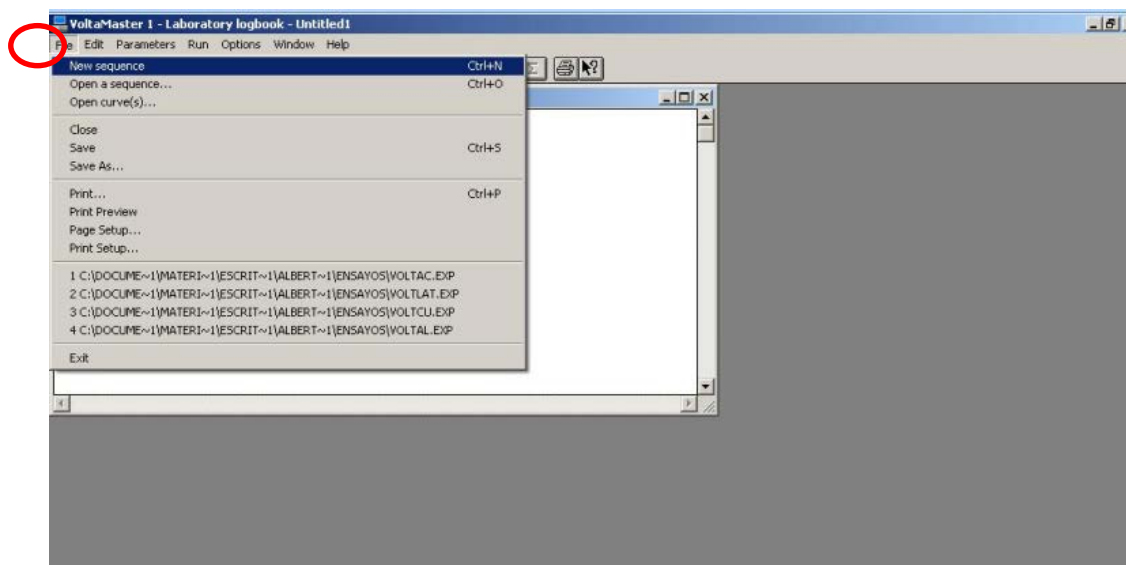 VoltaMaster 1 - Laboratory logbook - Untitled1
File Edit Parameters Run Options Window Help
New sequence Ctrl+N
Open a sequence... Ctrl+O
Open curve(s)...
Close
Save Ctrl+S
Save As...
Print... Ctrl+P
Print Preview
Page Setup...
Print Setup...
1 C:\DOCUME~1\MATERI~1\ESCRIT~1\ALBERT~1\ENSAYOS\VOLTAC.EXP
2 C:\DOCUME~1\MATERI~1\ESCRIT~1\ALBERT~1\ENSAYOS\VOLTLAT.EXP
3 C:\DOCUME~1\MATERI~1\ESCRIT~1\ALBERT~1\ENSAYOS\VOLTCU.EXP
4 C:\DOCUME~1\MATERI~1\ESCRIT~1\ALBERT~1\ENSAYOS\VOLTAL.EXP
Exit